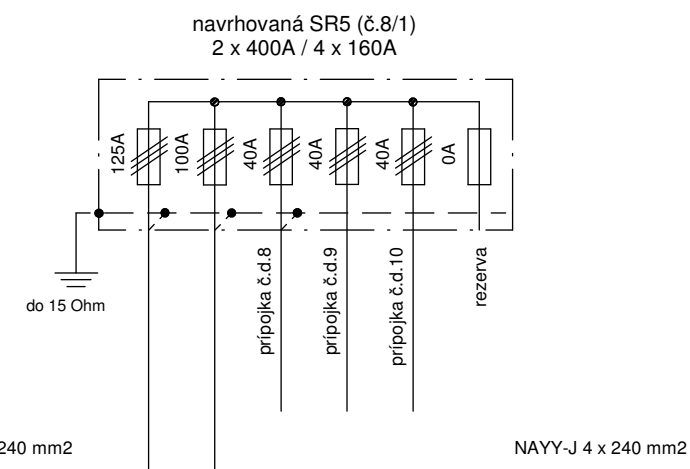 navrhovaná SR5 (č.8/1)
2 x 400A / 4 x 160A
125A
100A
40A
40A
40A
0A
do 15 Ohm
prípojka č.d.8
prípojka č.d.9
prípojka č.d.10
rezerva
240 mm2
NAYY-J 4 x 240 mm2